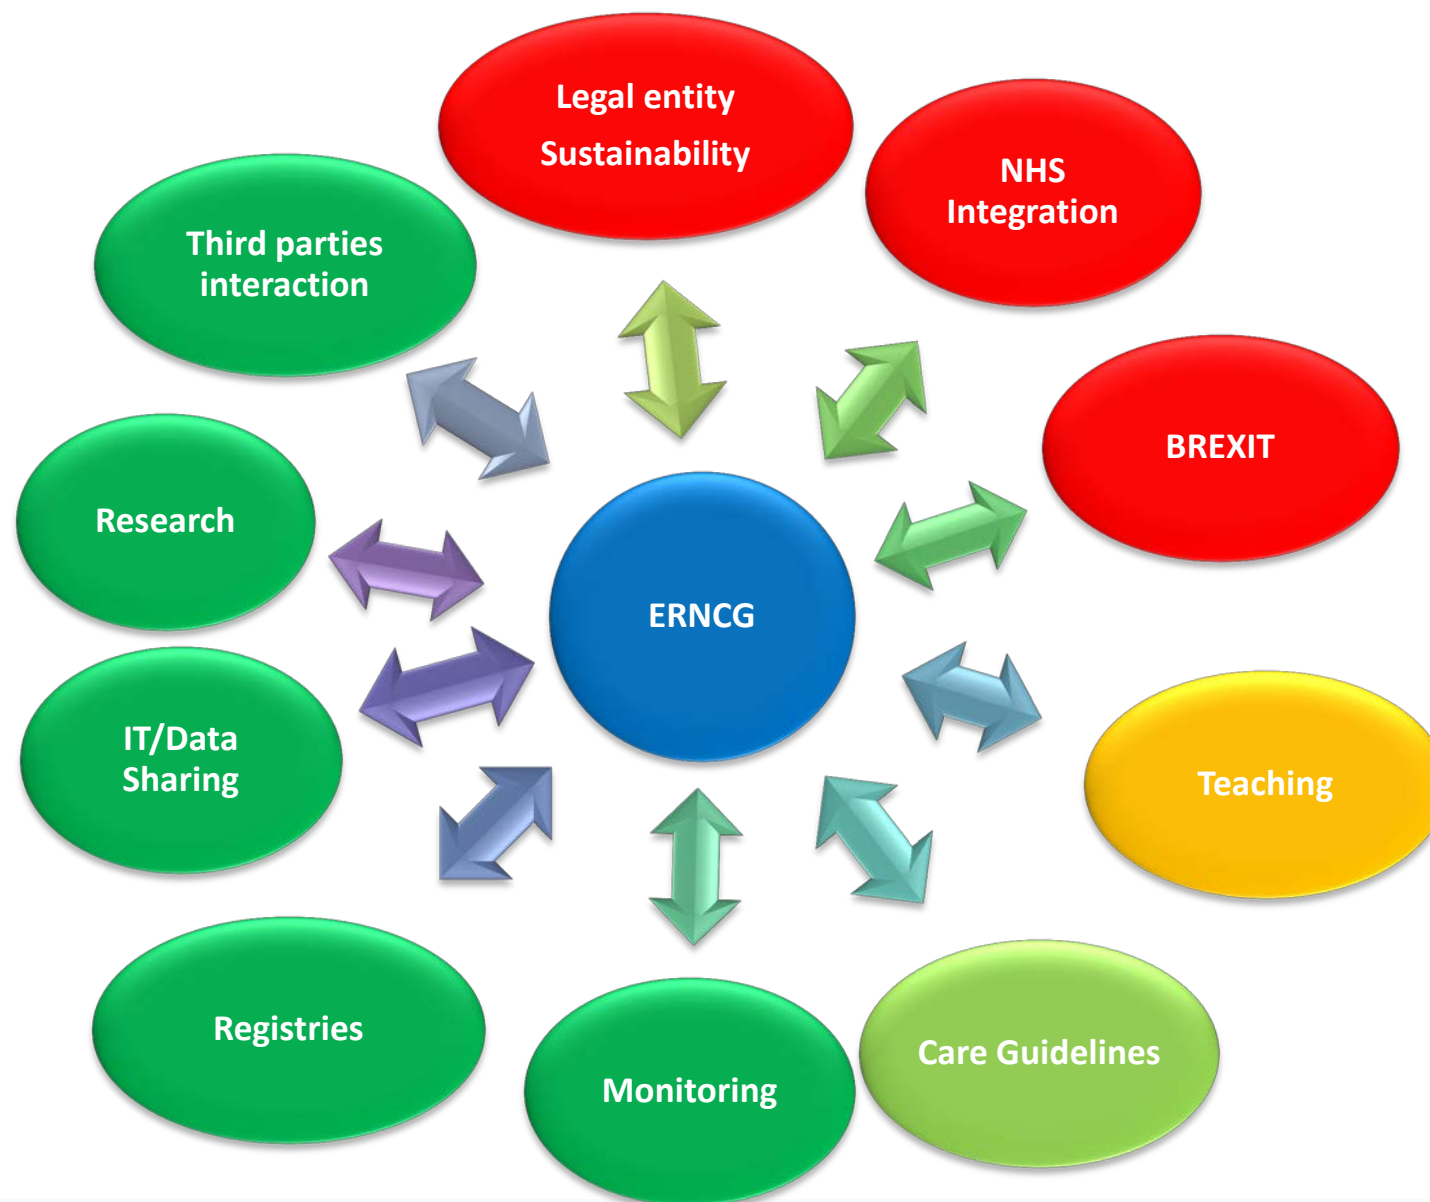 Legal entity
Sustainability
NHS
Integration
Third parties
interaction
BREXIT
Research
ERNCG
IT/Data
Sharing
Teaching
Registries
Care Guidelines
Monitoring